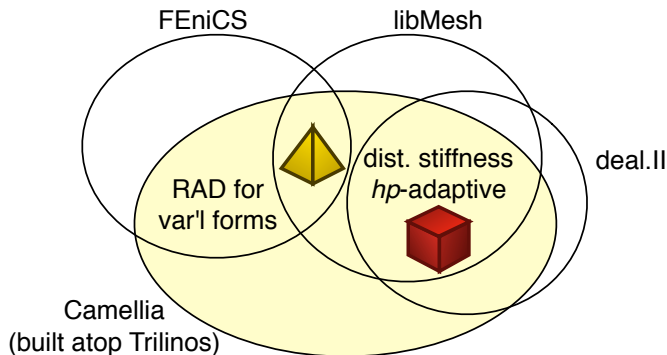 FEniCS
libMesh
deal.II
dist. stiffness
hp-adaptive
RAD for
var'l forms
Camellia
(built atop Trilinos)